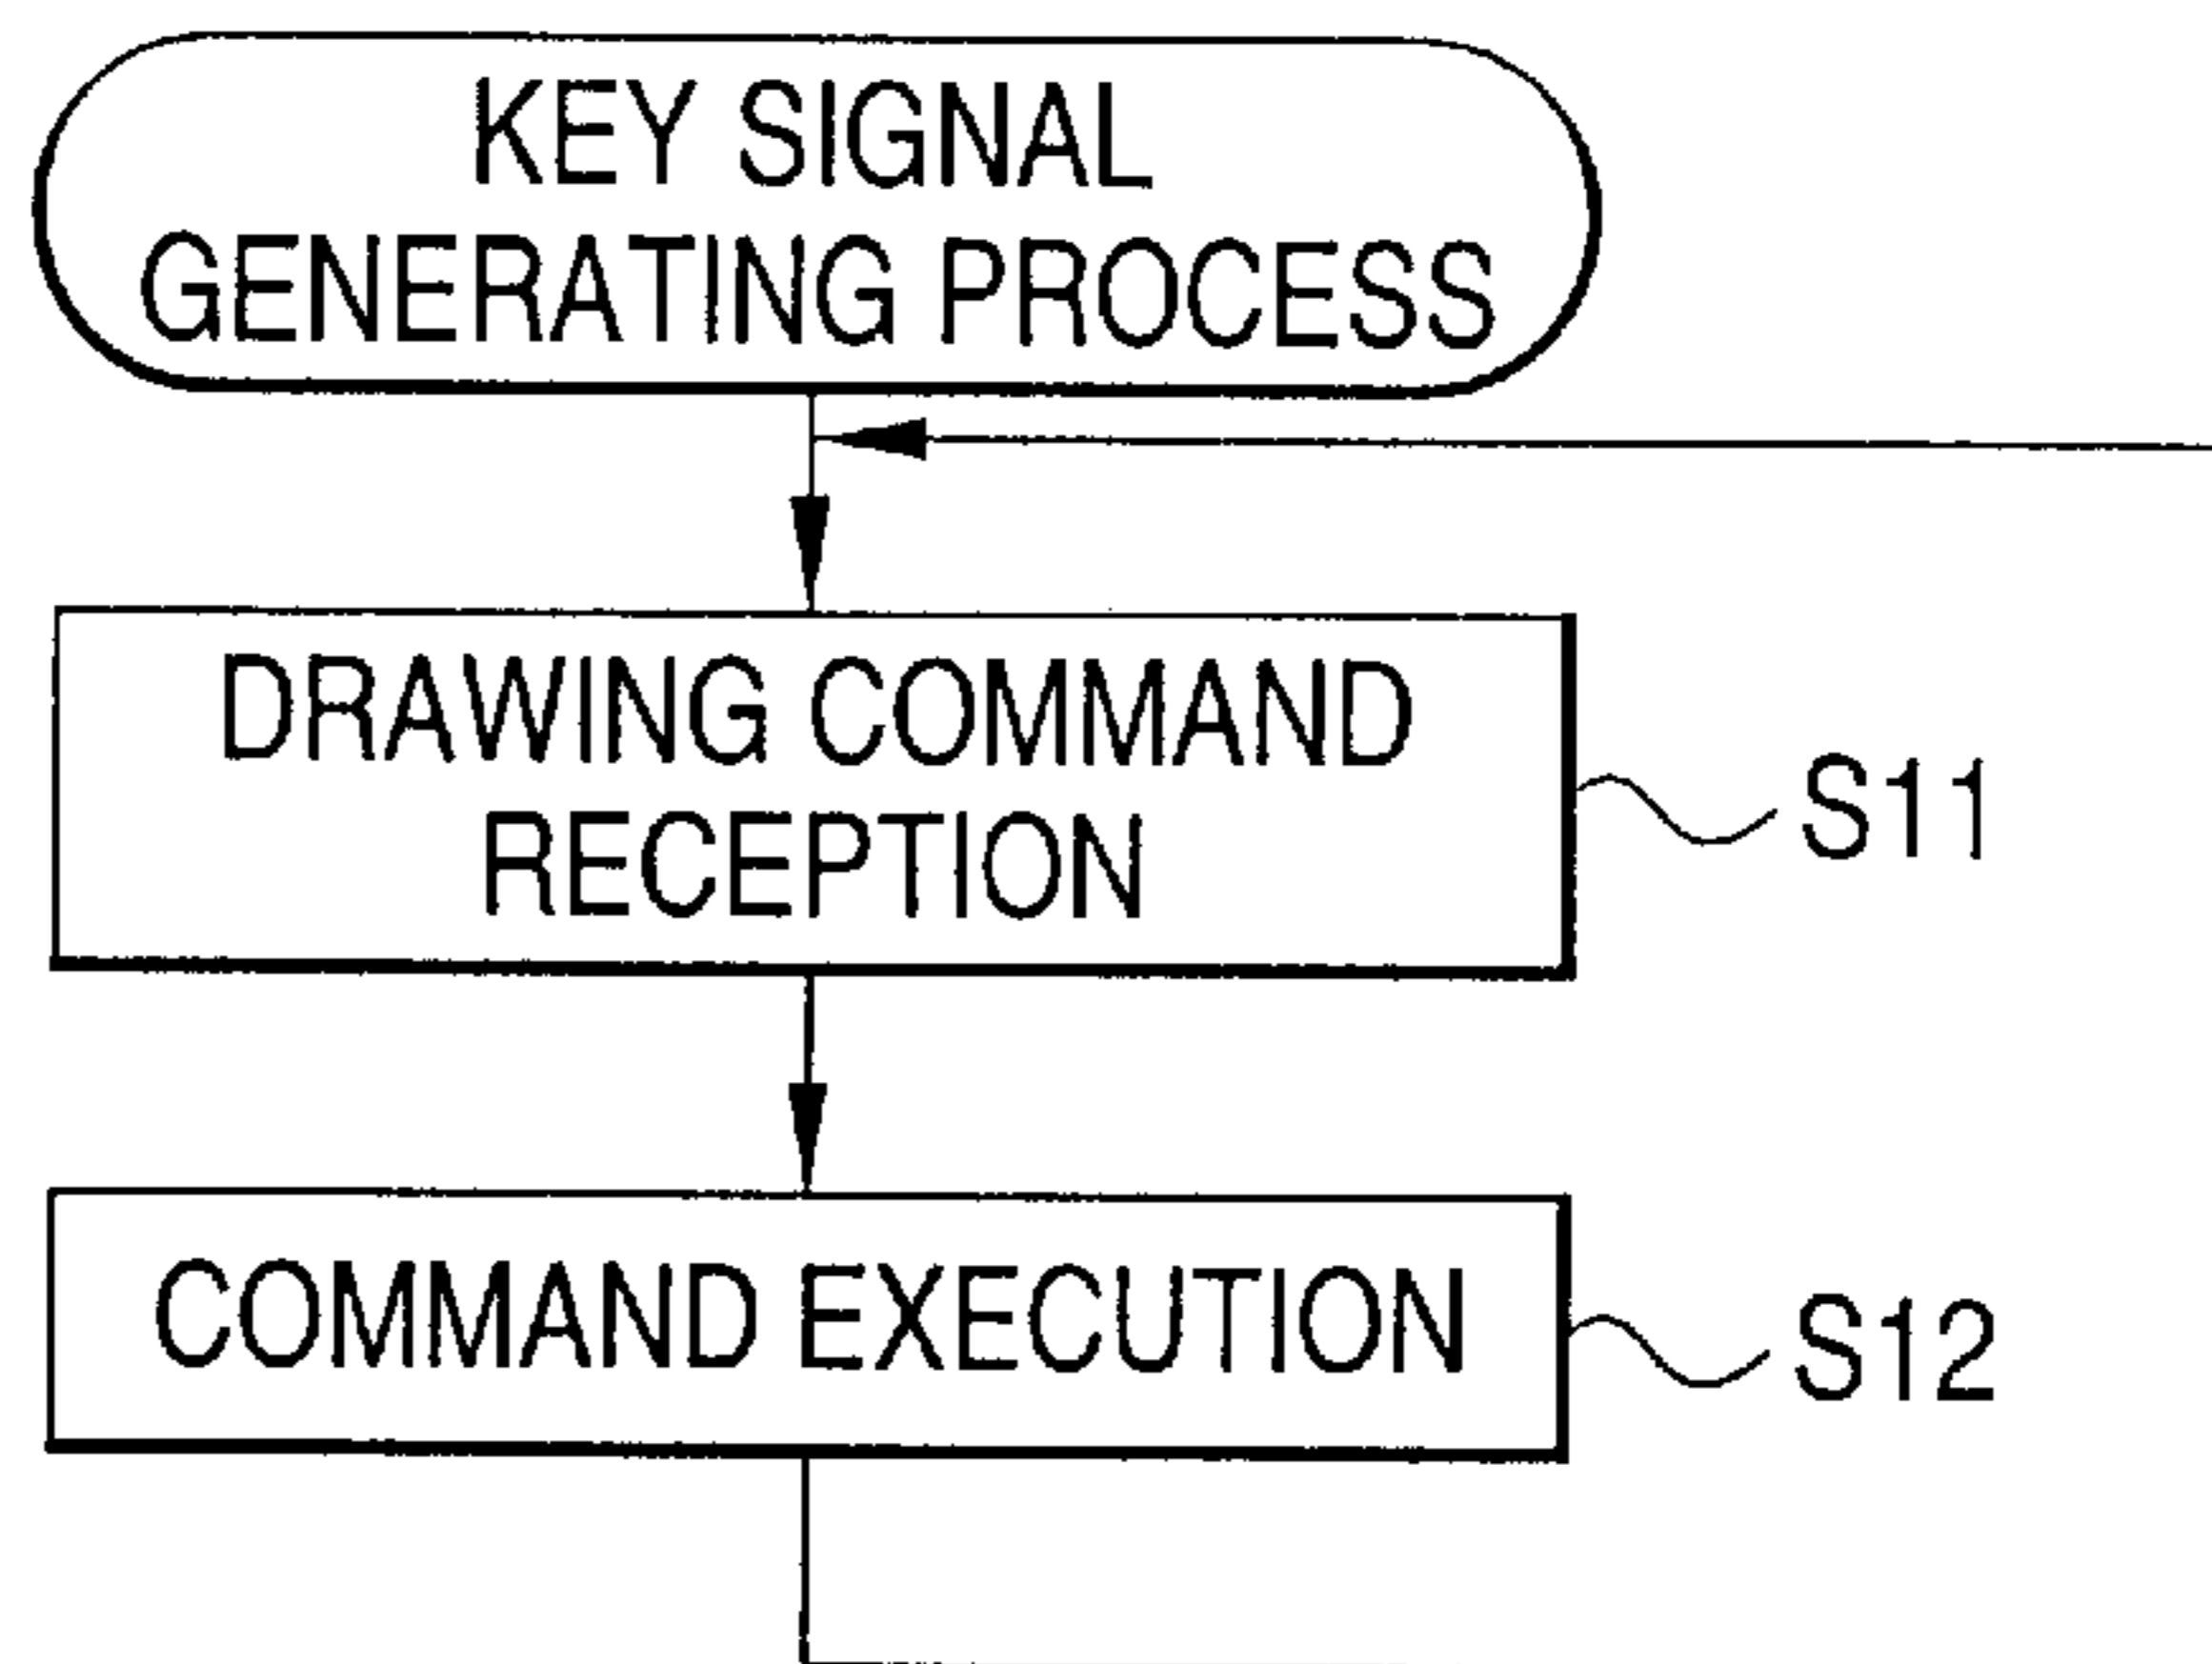 KEY SIGNAL
GENERATING PROCESS
DRAWING COMMAND
RECEPTION
S11
COMMAND EXECUTION
S12